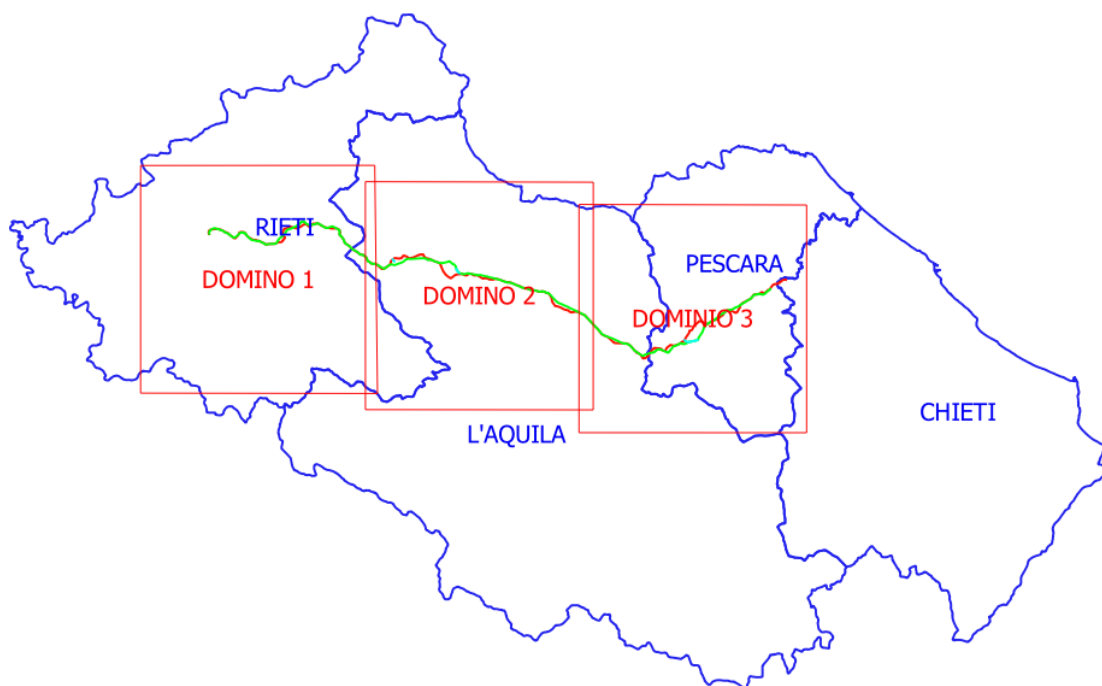 RIETI
DOMINO 1
PESCARA
DOMINO 2
DOMINIO 3
CHIETI
L'AQUILA